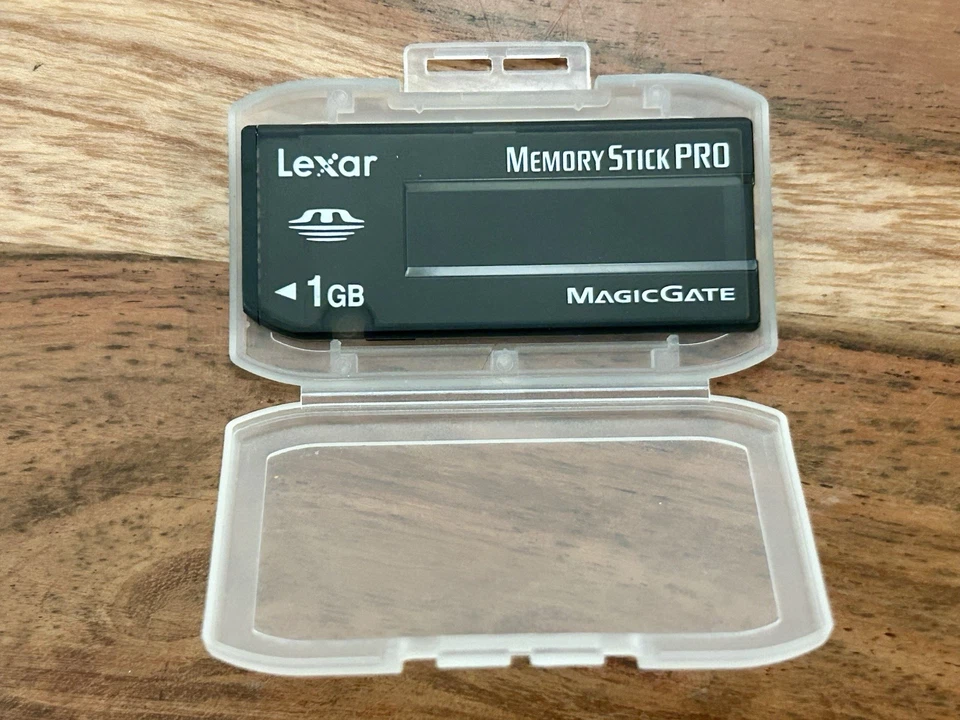 Lexar
MEMORY STICK PRO
1GB
MAGICGATE